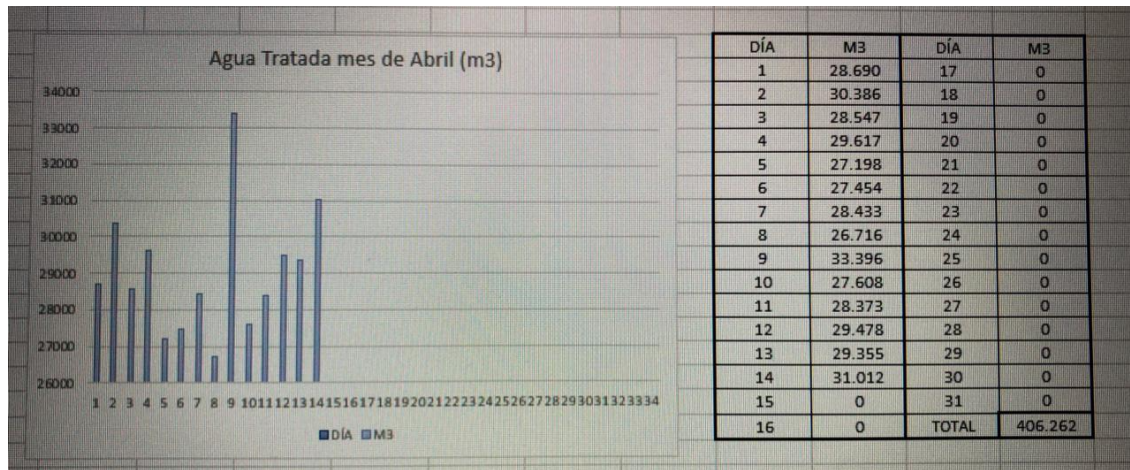 Agua Tratada mes de Abril (m3)
34000
33000
32000
31000
30000
29000
28000
27000
26000
1 2 3 4 5 6 7 8 9 10 11 12 13 14 15 16 17 18 19 20 21 22 23 24 25 26 27 28 29 30 31 32 33 34
DÍA M3
DÍA M3 DÍA M3
1 28.690 17 0
2 30.386 18 0
3 28.547 19 0
4 29.617 20 0
5 27.198 21 0
6 27.454 22 0
7 28.433 23 0
8 26.716 24 0
9 33.396 25 0
10 27.608 26 0
11 28.373 27 0
12 29.478 28 0
13 29.355 29 0
14 31.012 30 0
15 0 31 0
16 0 TOTAL 406.262